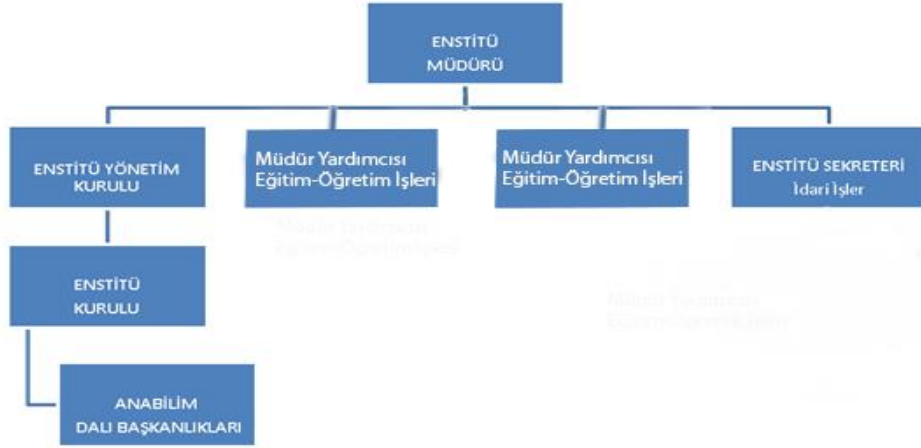 ENSTİTÜ
MÜDÜRÜ
ENSTİTÜ YÖNETİM
KURULU
Müdür Yardımcısı
Eğitim-Öğretim İşleri
Müdür Yardımcısı
Eğitim-Öğretim İşleri
ENSTİTÜ SEKRETERİ
İdari İşler
ENSTİTÜ
KURULU
ANABİLİM
DALI BAŞKANLIKLARI